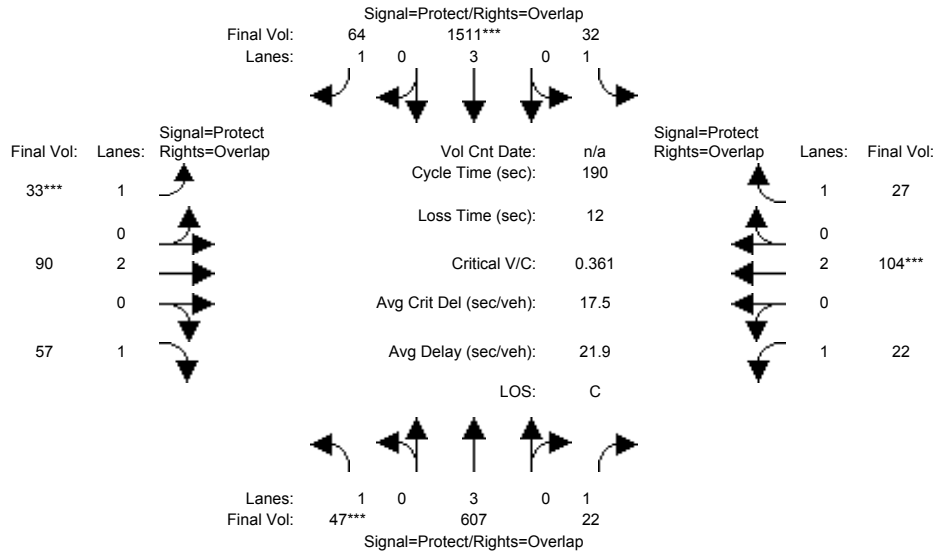 Signal=Protect/Rights=Overlap
Final Vol: 64 1511*** 32
Lanes: 1 0 3 0 1
Signal=Protect
Final Vol: Lanes: Rights=Overlap
Vol Cnt Date: n/a
Signal=Protect
Rights=Overlap Lanes: Final Vol:
Cycle Time (sec): 190
33*** 1
1 27
Loss Time (sec): 12
0
0
90 2
Critical V/C: 0.361
2 104***
0
Avg Crit Del (sec/veh): 17.5
0
57 1
Avg Delay (sec/veh): 21.9
1 22
LOS: C
Lanes: 1 0 3 0 1
Final Vol: 47*** 607 22
Signal=Protect/Rights=Overlap